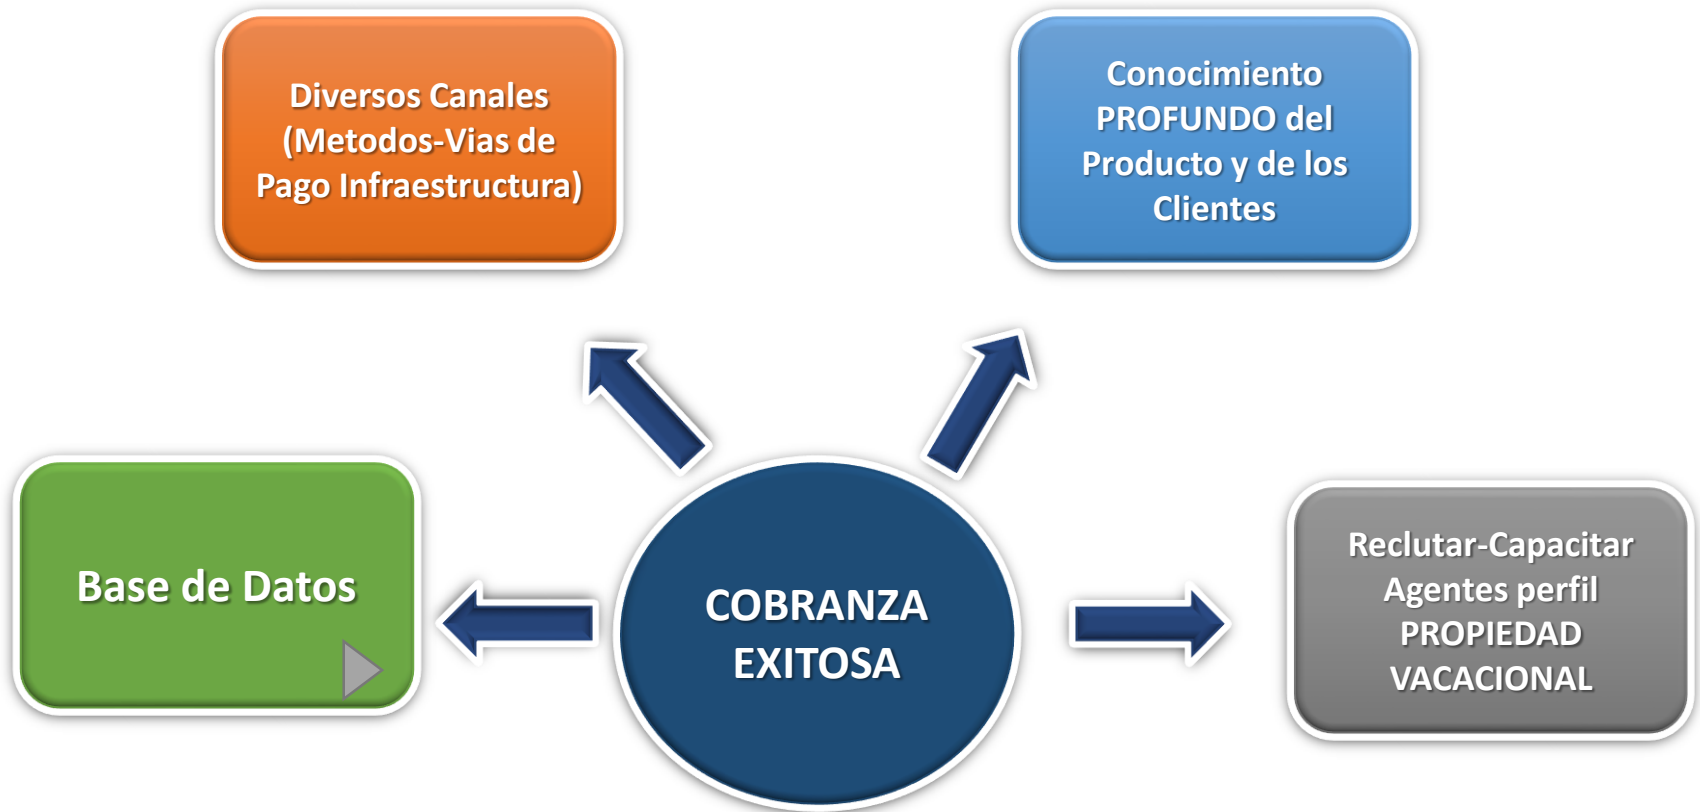 Diversos Canales
(Metodos-Vias de
Pago Infraestructura)
Conocimiento
PROFUNDO del
Producto y de los
Clientes
Base de Datos
COBRANZA
EXITOSA
Reclutar-Capacitar
Agentes perfil
PROPIEDAD
VACACIONAL